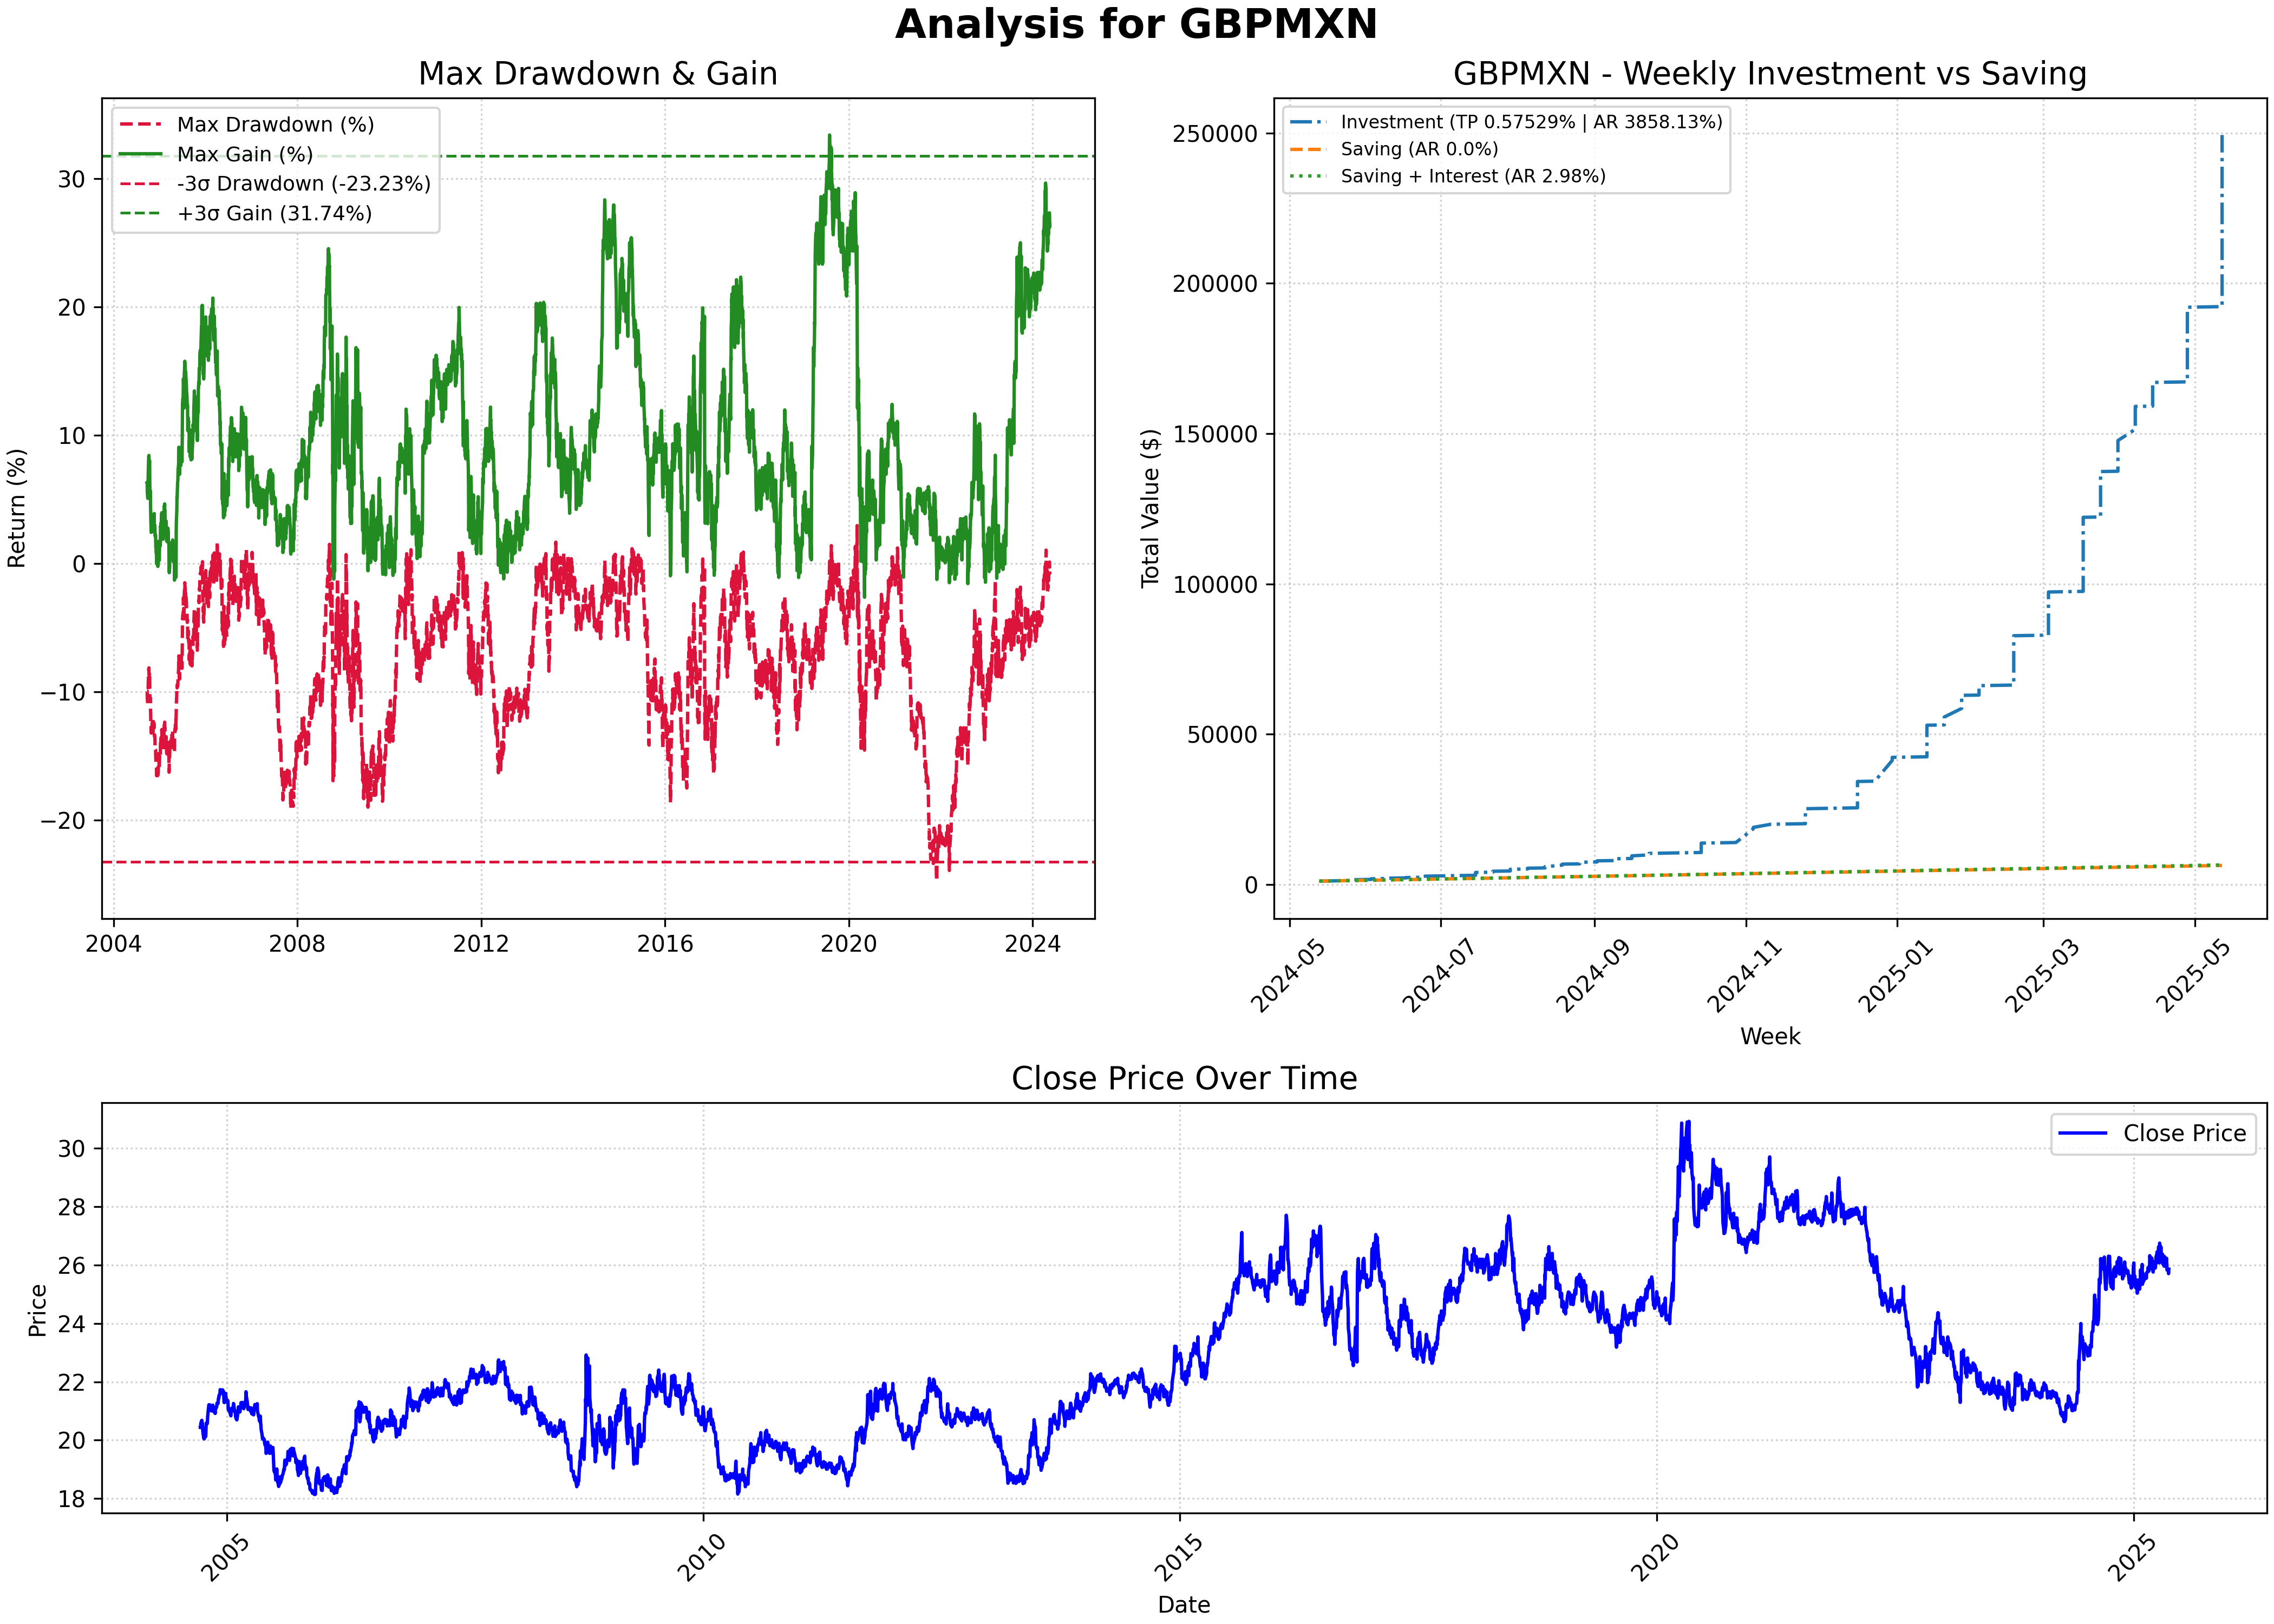 Analysis for GBPMXN
Max Drawdown & Gain
Max Drawdown (%)
Max Gain (%)
-3σ Drawdown (-23.23%)
+3σ Gain (31.74%)
Return (%)
30
20
10
0
−10
−20
2004
2008
2012
2016
2020
2024
GBPMXN - Weekly Investment vs Saving
Investment (TP 0.57529% | AR 3858.13%)
Saving (AR 0.0%)
Saving + Interest (AR 2.98%)
Total Value ($)
250000
200000
150000
100000
50000
0
2024-05
2024-07
2024-09
2024-11
2025-01
2025-03
2025-05
Week
Close Price Over Time
Close Price
Price
30
28
26
24
22
20
18
2005
2010
2015
2020
2025
Date